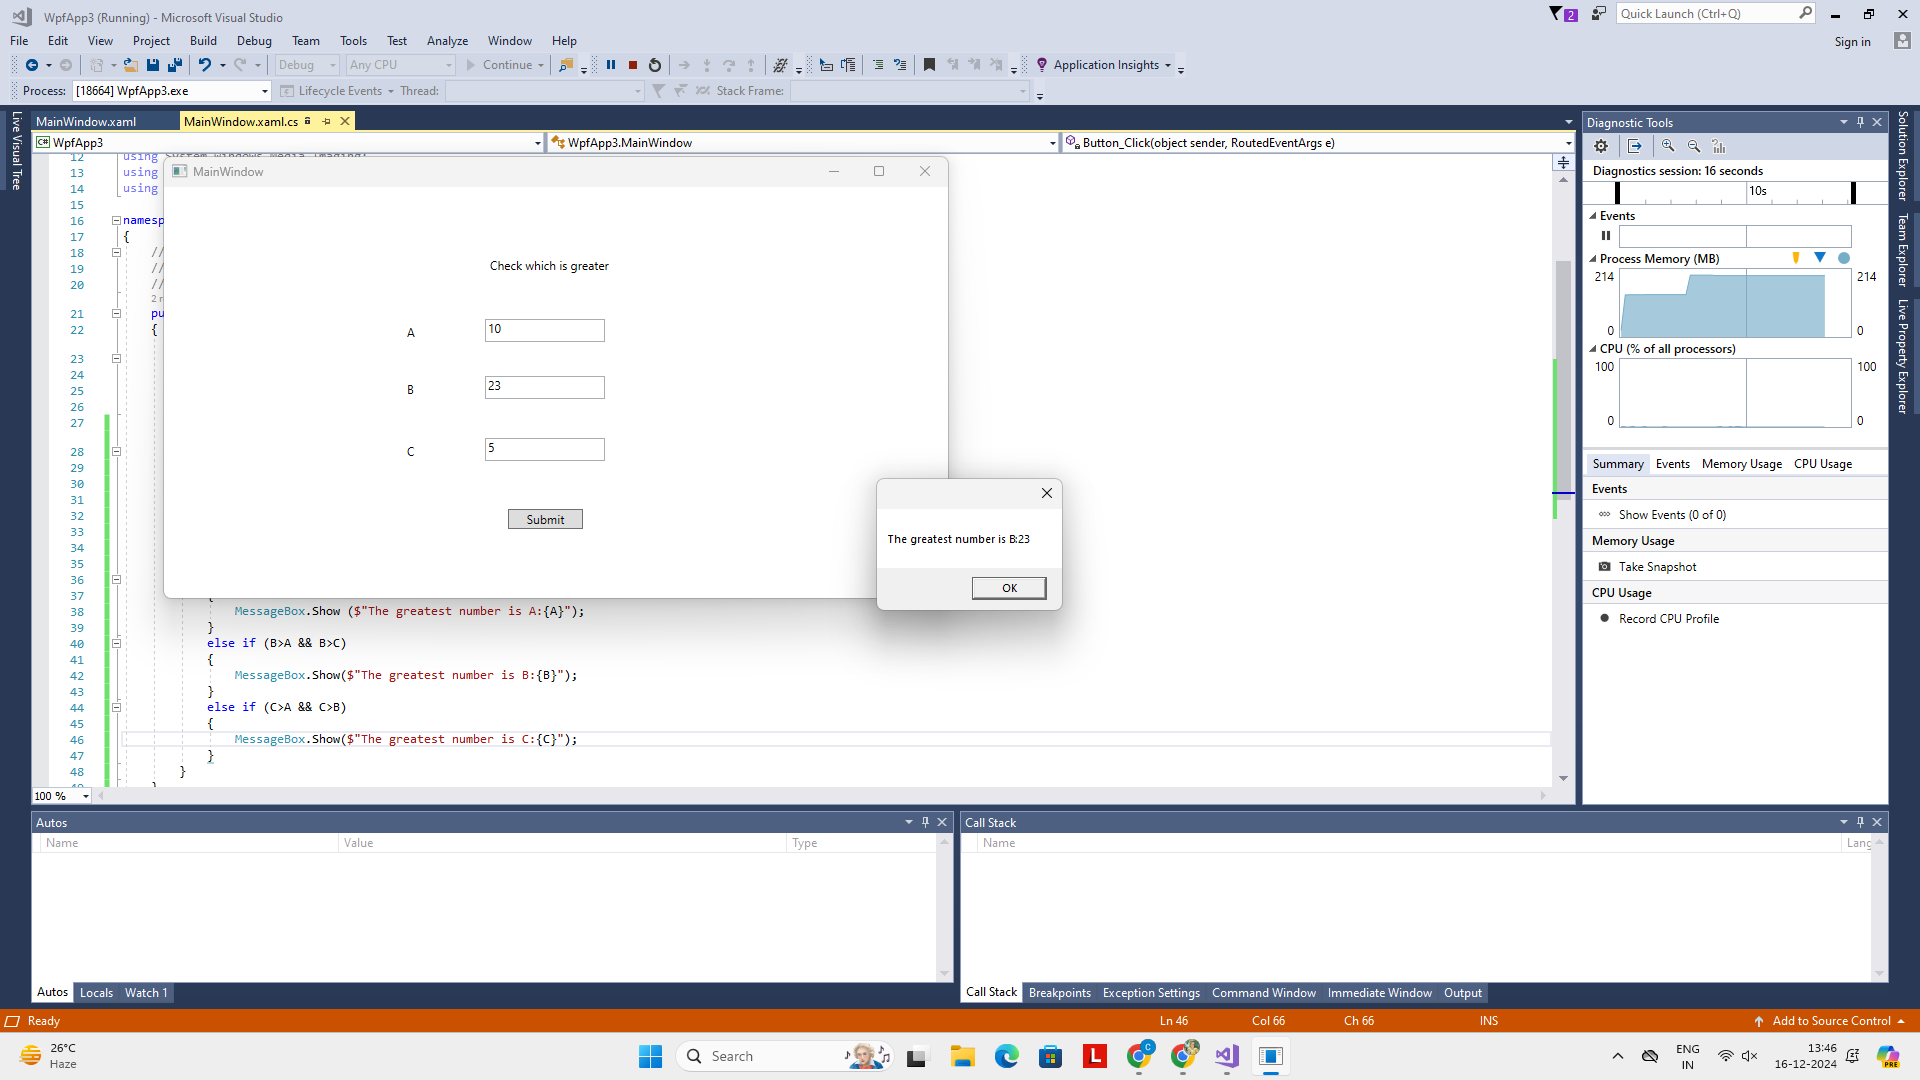 WpfApp3 (Running) - Microsoft Visual Studio
2
Quick Launch (Ctrl+Q)
File Edit View Project Build Debug Team Tools Test Analyze Window Help
Sign in
Debug Any CPU Continue Application Insights
Process: [18664] WpfApp3.exe Lifecycle Events Thread: Stack Frame:
Live Visual Tree
MainWindow.xaml MainWindow.xaml.cs
WpfApp3 WpfApp3.MainWindow Button_Click(object sender, RoutedEventArgs e)
12 using System.Windows.Media.Imaging;
13 using
14 using
15
16 namesp
17 {
18 //
19 //
20 //
2 r
21 pu
22 {
23
24
25
26
27
28
29
30
31
32
33
34
35
36
37 {
38 MessageBox.Show ($"The greatest number is A:{A}");
39 }
40 else if (B>A && B>C)
41 {
42 MessageBox.Show($"The greatest number is B:{B}");
43 }
44 else if (C>A && C>B)
45 {
46 MessageBox.Show($"The greatest number is C:{C}");
47 }
48 }
49 }
100 %
MainWindow
Check which is greater
A 10
B 23
C 5
Submit
The greatest number is B:23
OK
Diagnostic Tools
Diagnostics session: 16 seconds
10s
Events
Process Memory (MB)
214 214
0 0
CPU (% of all processors)
100 100
0 0
Summary Events Memory Usage CPU Usage
Events
Show Events (0 of 0)
Memory Usage
Take Snapshot
CPU Usage
Record CPU Profile
Solution Explorer
Team Explorer
Live Property Explorer
Autos
Name Value Type
Autos Locals Watch 1
Call Stack
Name Lang
Call Stack Breakpoints Exception Settings Command Window Immediate Window Output
Ready Ln 46 Col 66 Ch 66 INS Add to Source Control
26°C
Haze
Search
L
C
ENG
IN
13:46
16-12-2024
PRE